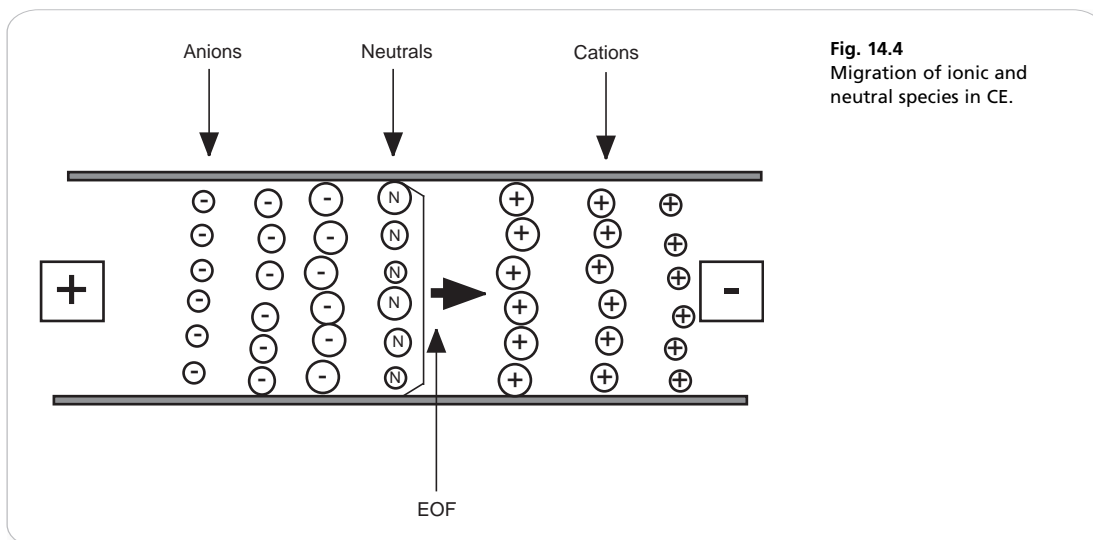 Anions Neutrals Cations
Fig. 14.4
Migration of ionic and
neutral species in CE.
- - - N + + +
- - - N + + +
- - - N + + +
+ -
- - - N + + +
- - - N + + +
- - - N + + +
EOF